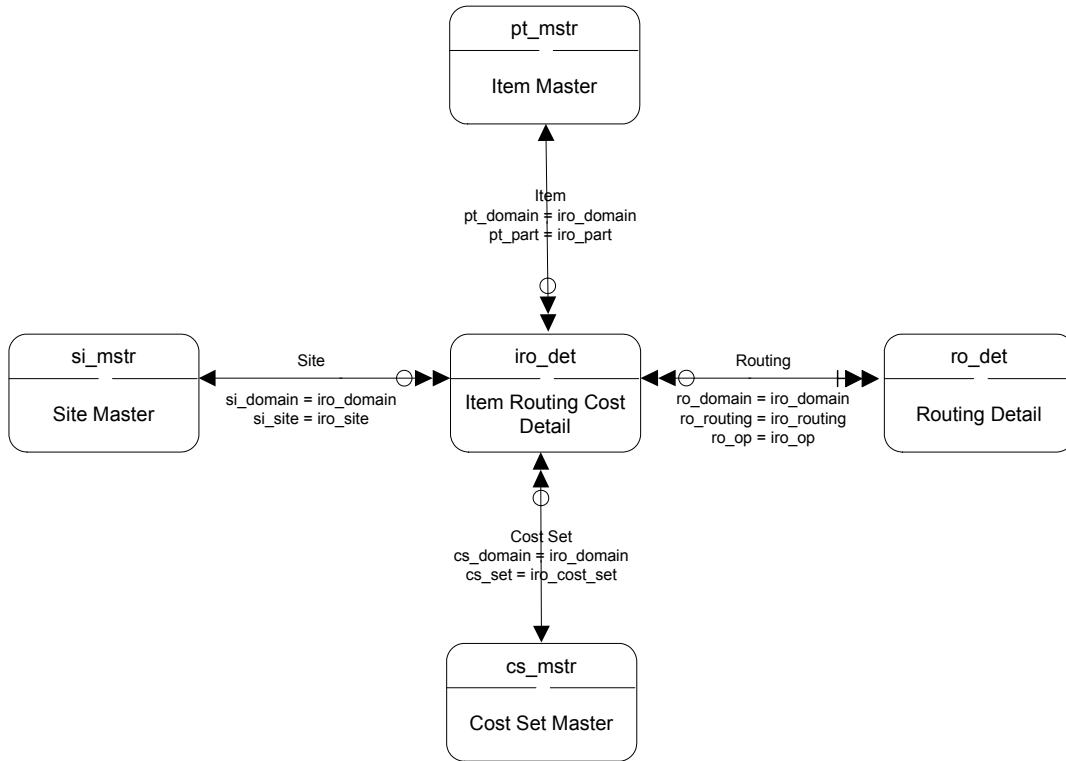 pt_mstr
Item Master
Item
pt_domain = iro_domain
pt_part = iro_part
si_mstr
Site Master
Site
si_domain = iro_domain
si_site = iro_site
iro_det
Item Routing Cost
Detail
Routing
ro_domain = iro_domain
ro_routing = iro_routing
ro_op = iro_op
ro_det
Routing Detail
Cost Set
cs_domain = iro_domain
cs_set = iro_cost_set
cs_mstr
Cost Set Master